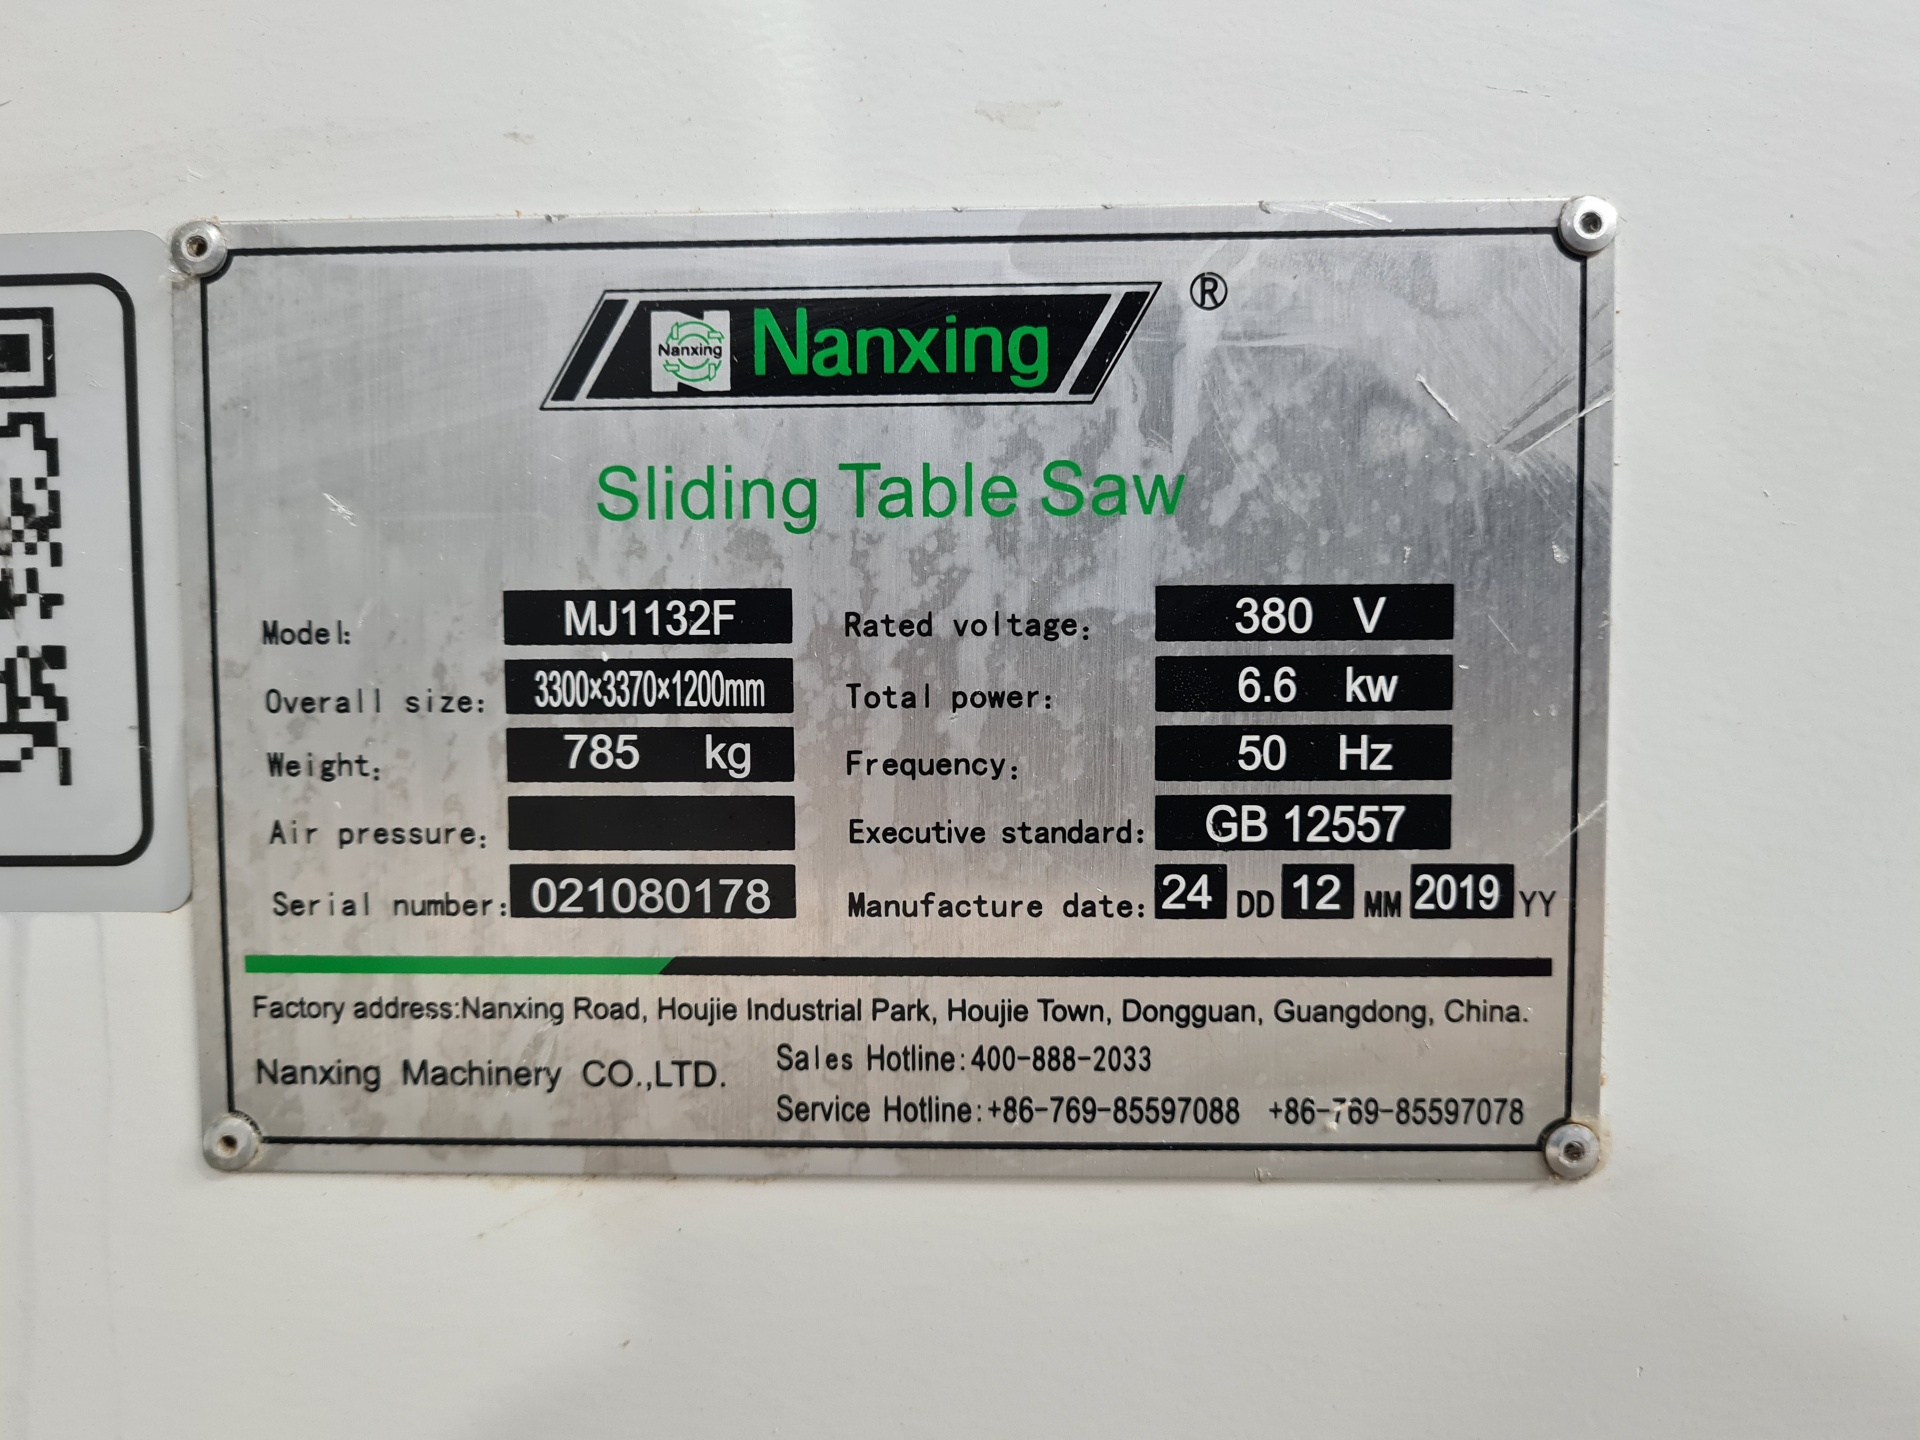 Nanxing Nanxing ®
Sliding Table Saw
Model: MJ1132F Rated voltage: 380 V
Overall size: 3300×3370×1200mm Total power: 6.6 kw
Weight: 785 kg Frequency: 50 Hz
Air pressure: Executive standard: GB 12557
Serial number: 021080178 Manufacture date: 24 DD 12 MM 2019 YY
Factory address:Nanxing Road, Houjie Industrial Park, Houjie Town, Dongguan, Guangdong, China.
Nanxing Machinery CO.,LTD.
Sales Hotline:400-888-2033
Service Hotline:+86-769-85597088 +86-769-85597078